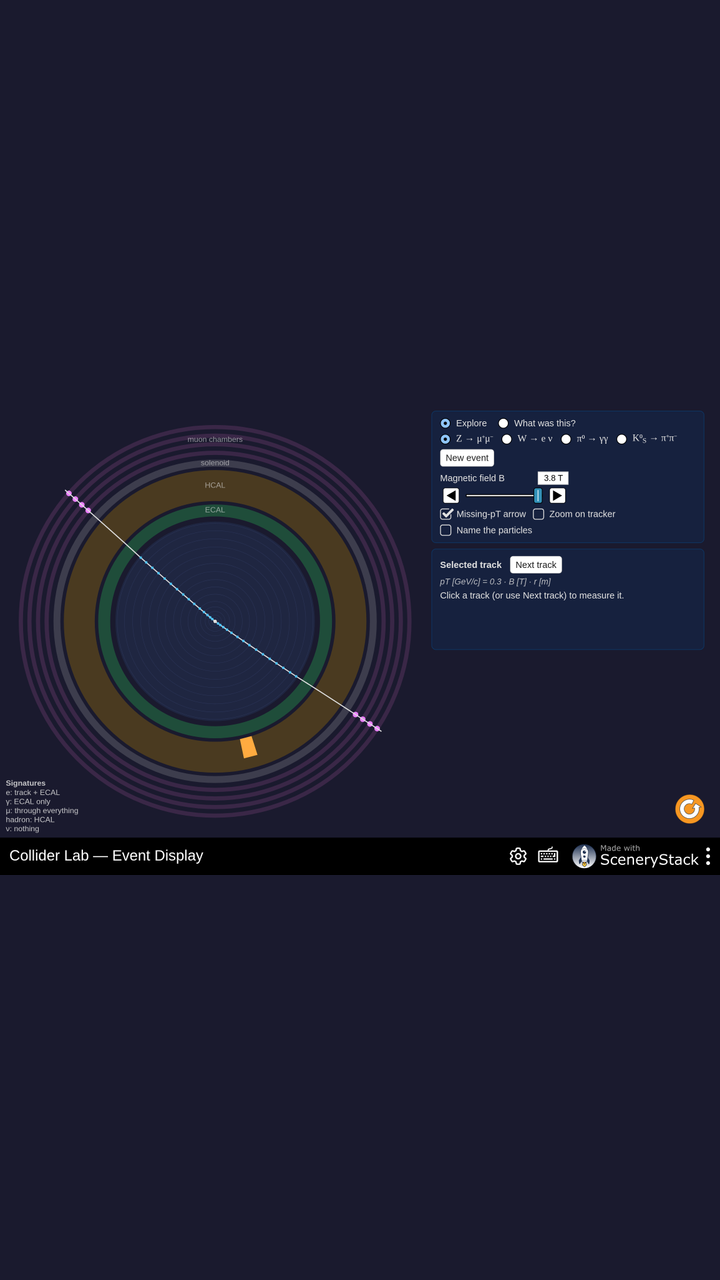 muon chambers
solenoid
HCAL
ECAL
Signatures
e: track + ECAL
γ: ECAL only
μ: through everything
hadron: HCAL
ν: nothing
Explore What was this?
Z → μ⁺μ⁻ W → e ν π⁰ → γγ K⁰S → π⁺π⁻
New event
Magnetic field B 3.8 T
Missing-pT arrow Zoom on tracker
Name the particles
Selected track Next track
pT [GeV/c] = 0.3 · B [T] · r [m]
Click a track (or use Next track) to measure it.
Collider Lab — Event Display
Made with
SceneryStack